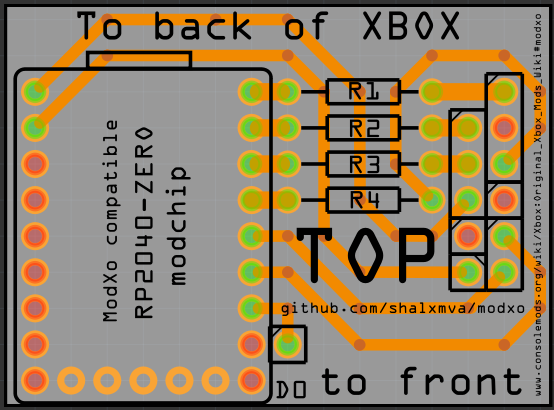 To back of XBOX
R1
R2
R3
R4
ModXo compatible
RP2040-ZERO
modchip
TOP
github.com/shalxmva/modxo
D0
to front
www.consolemods.org/wiki/Xbox:Original_Xbox_Mods_Wiki#modxo